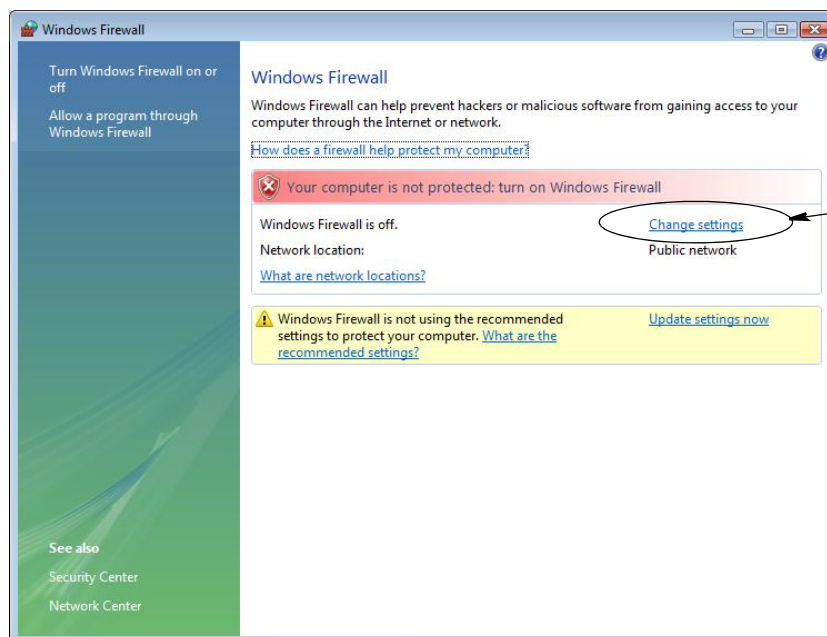 Windows Firewall
Turn Windows Firewall on or
off
Allow a program through
Windows Firewall
Windows Firewall
Windows Firewall can help prevent hackers or malicious software from gaining access to your
computer through the Internet or network.
How does a firewall help protect my computer?
Your computer is not protected: turn on Windows Firewall
Windows Firewall is off.
Change settings
Network location:
Public network
What are network locations?
Windows Firewall is not using the recommended
settings to protect your computer. What are the
recommended settings?
Update settings now
See also
Security Center
Network Center